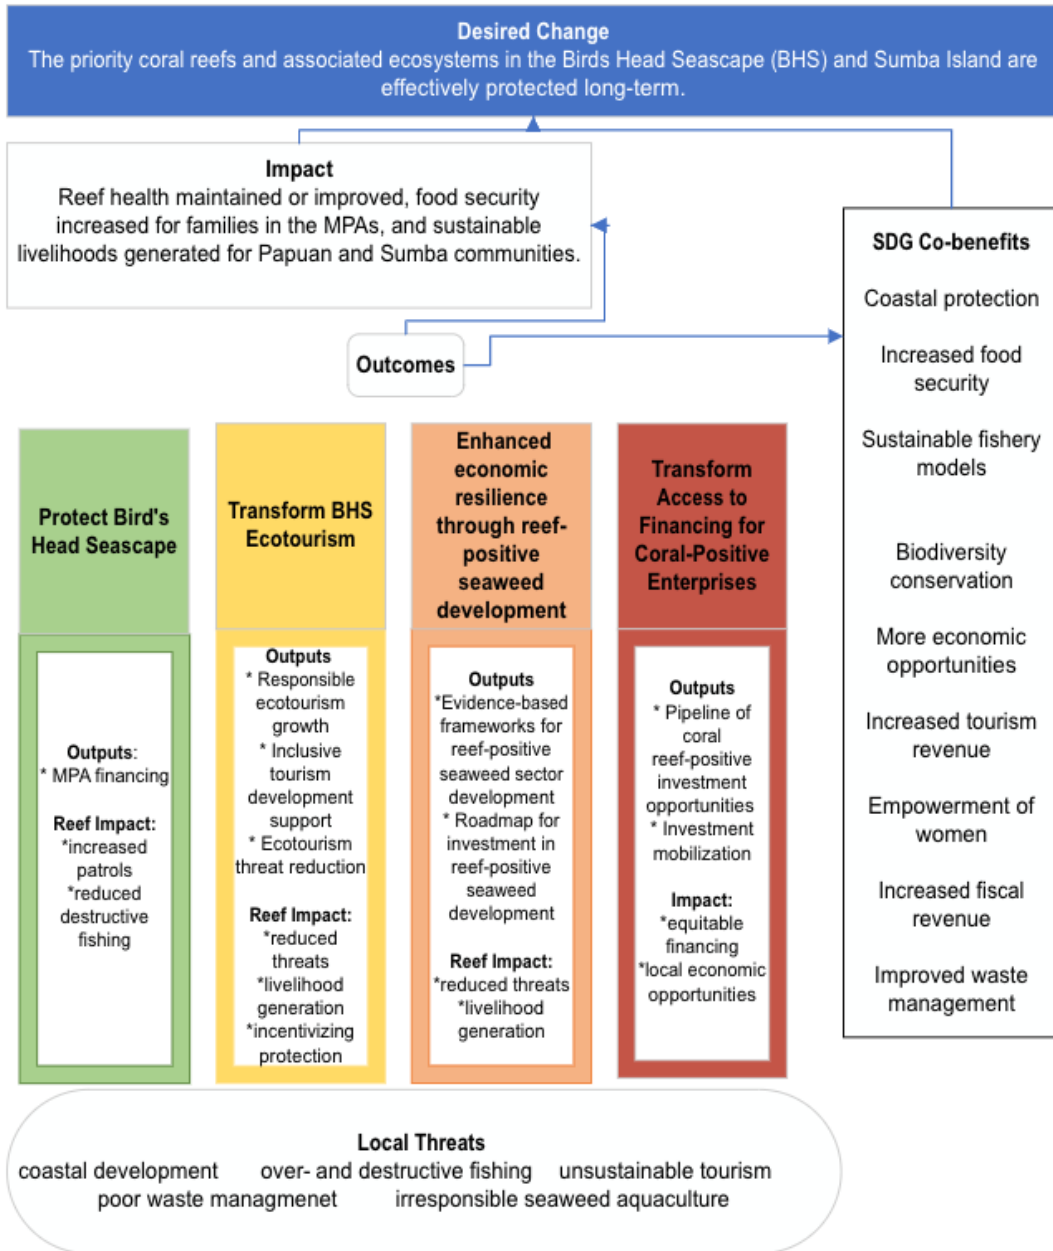 Desired Change
The priority coral reefs and associated ecosystems in the Birds Head Seascape (BHS) and Sumba Island are
effectively protected long-term.
Impact
Reef health maintained or improved, food security
increased for families in the MPAs, and sustainable
livelihoods generated for Papuan and Sumba communities.
Outcomes
SDG Co-benefits
Coastal protection
Increased food
security
Sustainable fishery
models
Biodiversity
conservation
More economic
opportunities
Increased tourism
revenue
Empowerment of
women
Increased fiscal
revenue
Improved waste
management
Protect Bird's
Head Seascape
Outputs:
* MPA financing
Reef Impact:
*increased
patrols
*reduced
destructive
fishing
Transform BHS
Ecotourism
Outputs
* Responsible
ecotourism
growth
* Inclusive
tourism
development
support
* Ecotourism
threat reduction
Reef Impact:
*reduced
threats
*livelihood
generation
*incentivizing
protection
Enhanced
economic
resilience
through reef-
positive
seaweed
development
Outputs
*Evidence-based
frameworks for
reef-positive
seaweed sector
development
* Roadmap for
investment in
reef-positive
seaweed
development
Reef Impact:
*reduced threats
*livelihood
generation
Transform
Access to
Financing for
Coral-Positive
Enterprises
Outputs
* Pipeline of
coral
reef-positive
investment
opportunities
* Investment
mobilization
Impact:
*equitable
financing
*local economic
opportunities
Local Threats
coastal development over- and destructive fishing unsustainable tourism
poor waste managmenet irresponsible seaweed aquaculture